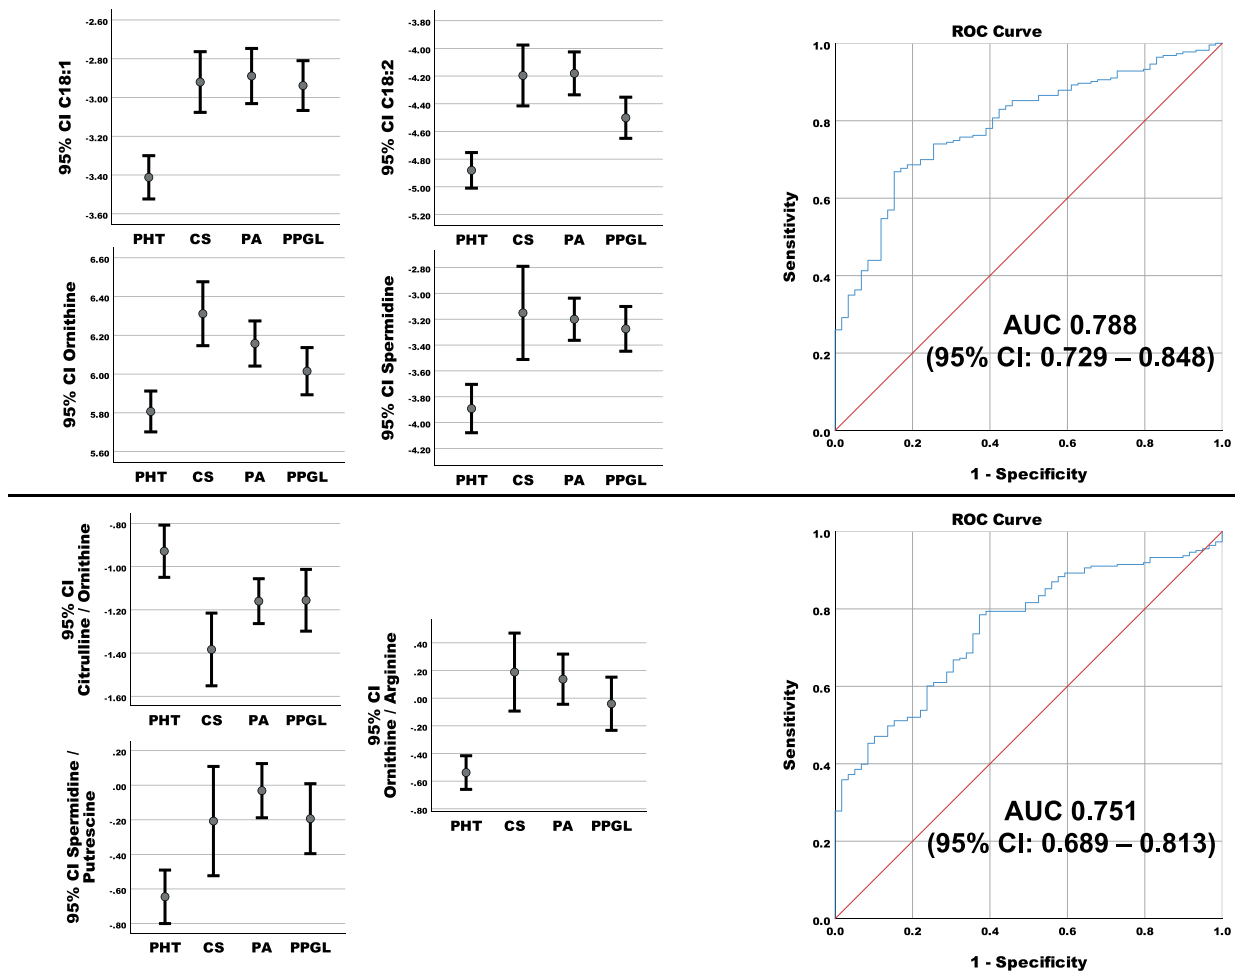 95% CI C18:1
-2.60
-2.80
-3.00
-3.20
-3.40
-3.60
PHT CS PA PPGL
95% CI C18:2
-3.80
-4.00
-4.20
-4.40
-4.60
-4.80
-5.00
-5.20
PHT CS PA PPGL
95% CI Ornithine
6.60
6.40
6.20
6.00
5.80
5.60
PHT CS PA PPGL
95% CI Spermidine
-2.80
-3.00
-3.20
-3.40
-3.60
-3.80
-4.00
-4.20
PHT CS PA PPGL
ROC Curve
Sensitivity
1.0
0.8
0.6
0.4
0.2
0.0
AUC 0.788
(95% CI: 0.729 – 0.848)
0.0 0.2 0.4 0.6 0.8 1.0
1 - Specificity
95% CI
Citrulline / Ornithine
-.80
-1.00
-1.20
-1.40
-1.60
PHT CS PA PPGL
95% CI Spermidine /
Putrescine
.20
.00
-.20
-.40
-.60
-.80
PHT CS PA PPGL
95% CI
Ornithine / Arginine
.40
.20
.00
-.20
-.40
-.60
-.80
PHT CS PA PPGL
ROC Curve
Sensitivity
1.0
0.8
0.6
0.4
0.2
0.0
AUC 0.751
(95% CI: 0.689 – 0.813)
0.0 0.2 0.4 0.6 0.8 1.0
1 - Specificity